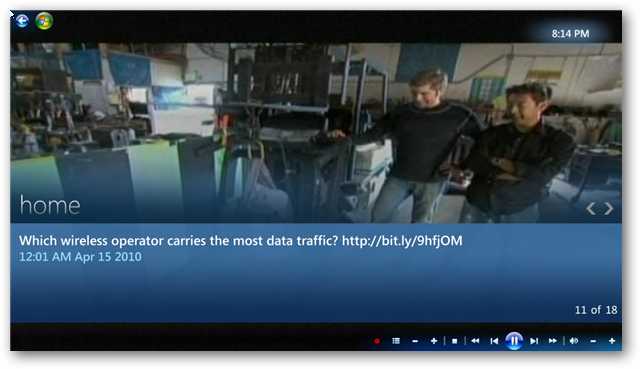 8:14 PM
home
Which wireless operator carries the most data traffic? http://bit.ly/9hfjOM
12:01 AM Apr 15 2010
11 of 18